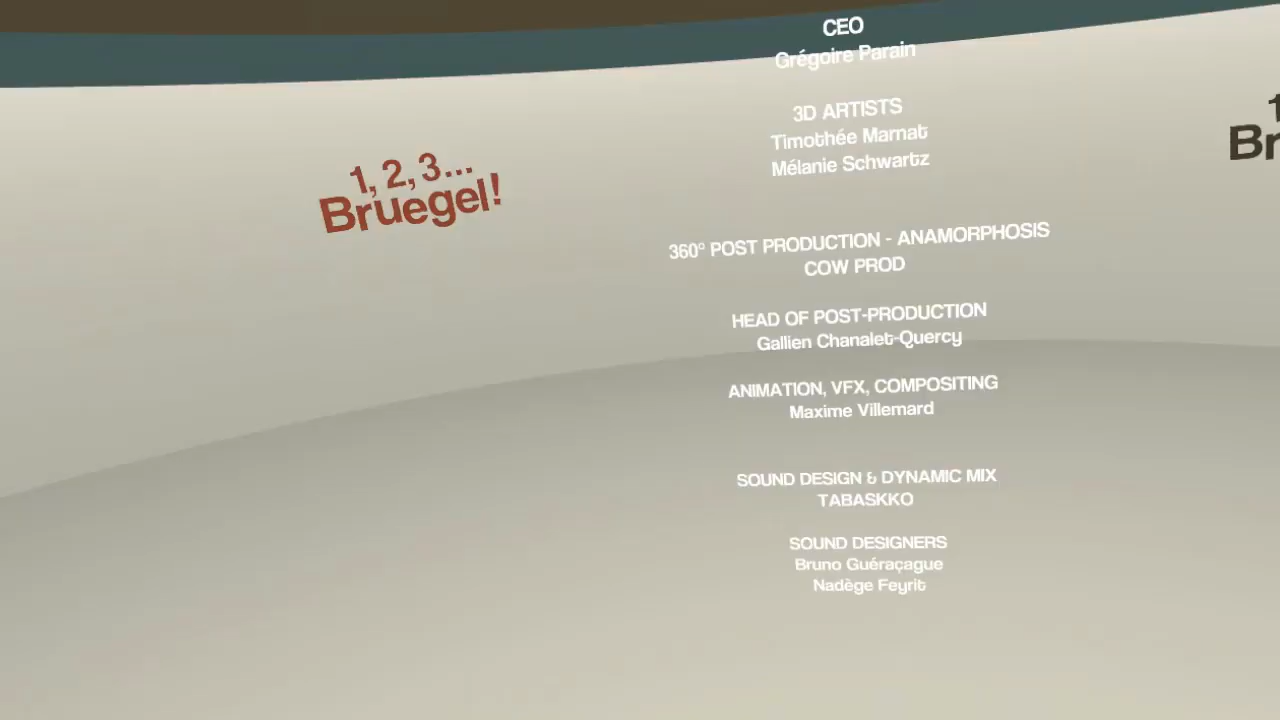 1, 2, 3...
Bruegel!
CEO
Grégoire Parain
3D ARTISTS
Timothée Marnat
Mélanie Schwartz
360° POST PRODUCTION - ANAMORPHOSIS
COW PROD
HEAD OF POST-PRODUCTION
Gallien Chanalet-Quercy
ANIMATION, VFX, COMPOSITING
Maxime Villemard
SOUND DESIGN & DYNAMIC MIX
TABASKKO
SOUND DESIGNERS
Bruno Guéraçague
Nadège Feyrit